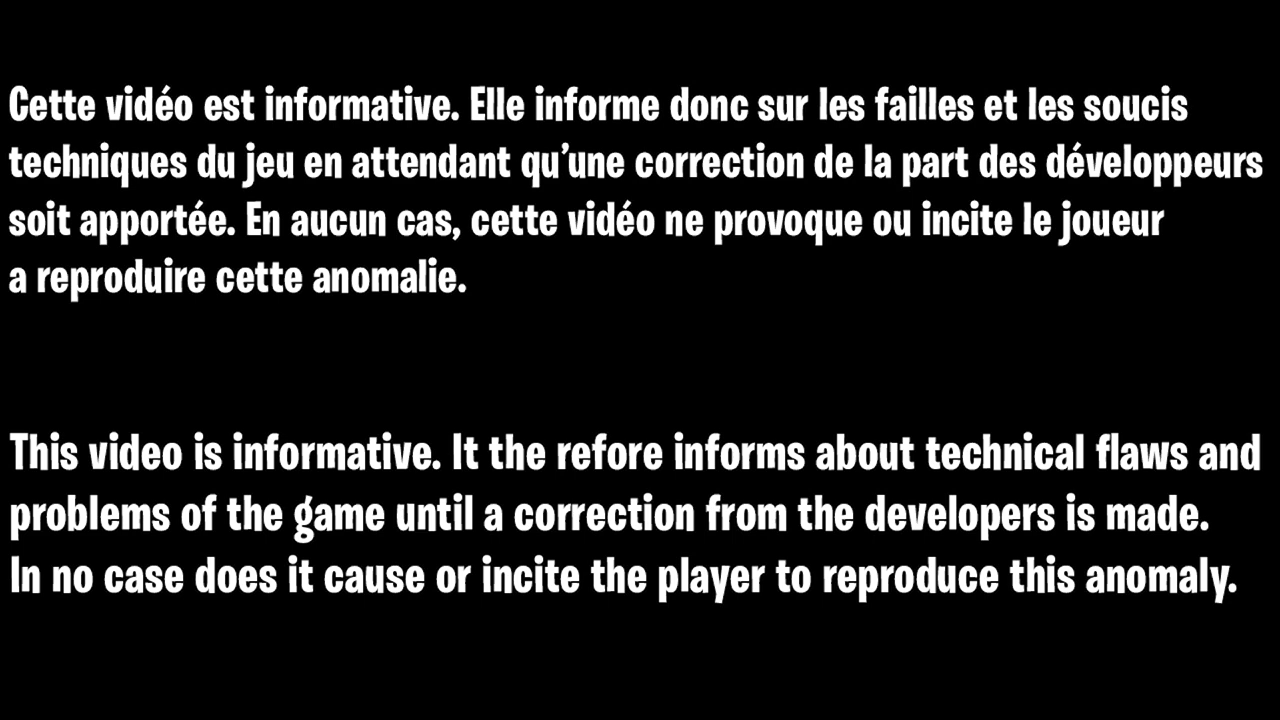 Cette vidéo est informative. Elle informe donc sur les failles et les soucis
techniques du jeu en attendant qu’une correction de la part des développeurs
soit apportée. En aucun cas, cette vidéo ne provoque ou incite le joueur
a reproduire cette anomalie.
This video is informative. It the refore informs about technical flaws and
problems of the game until a correction from the developers is made.
In no case does it cause or incite the player to reproduce this anomaly.